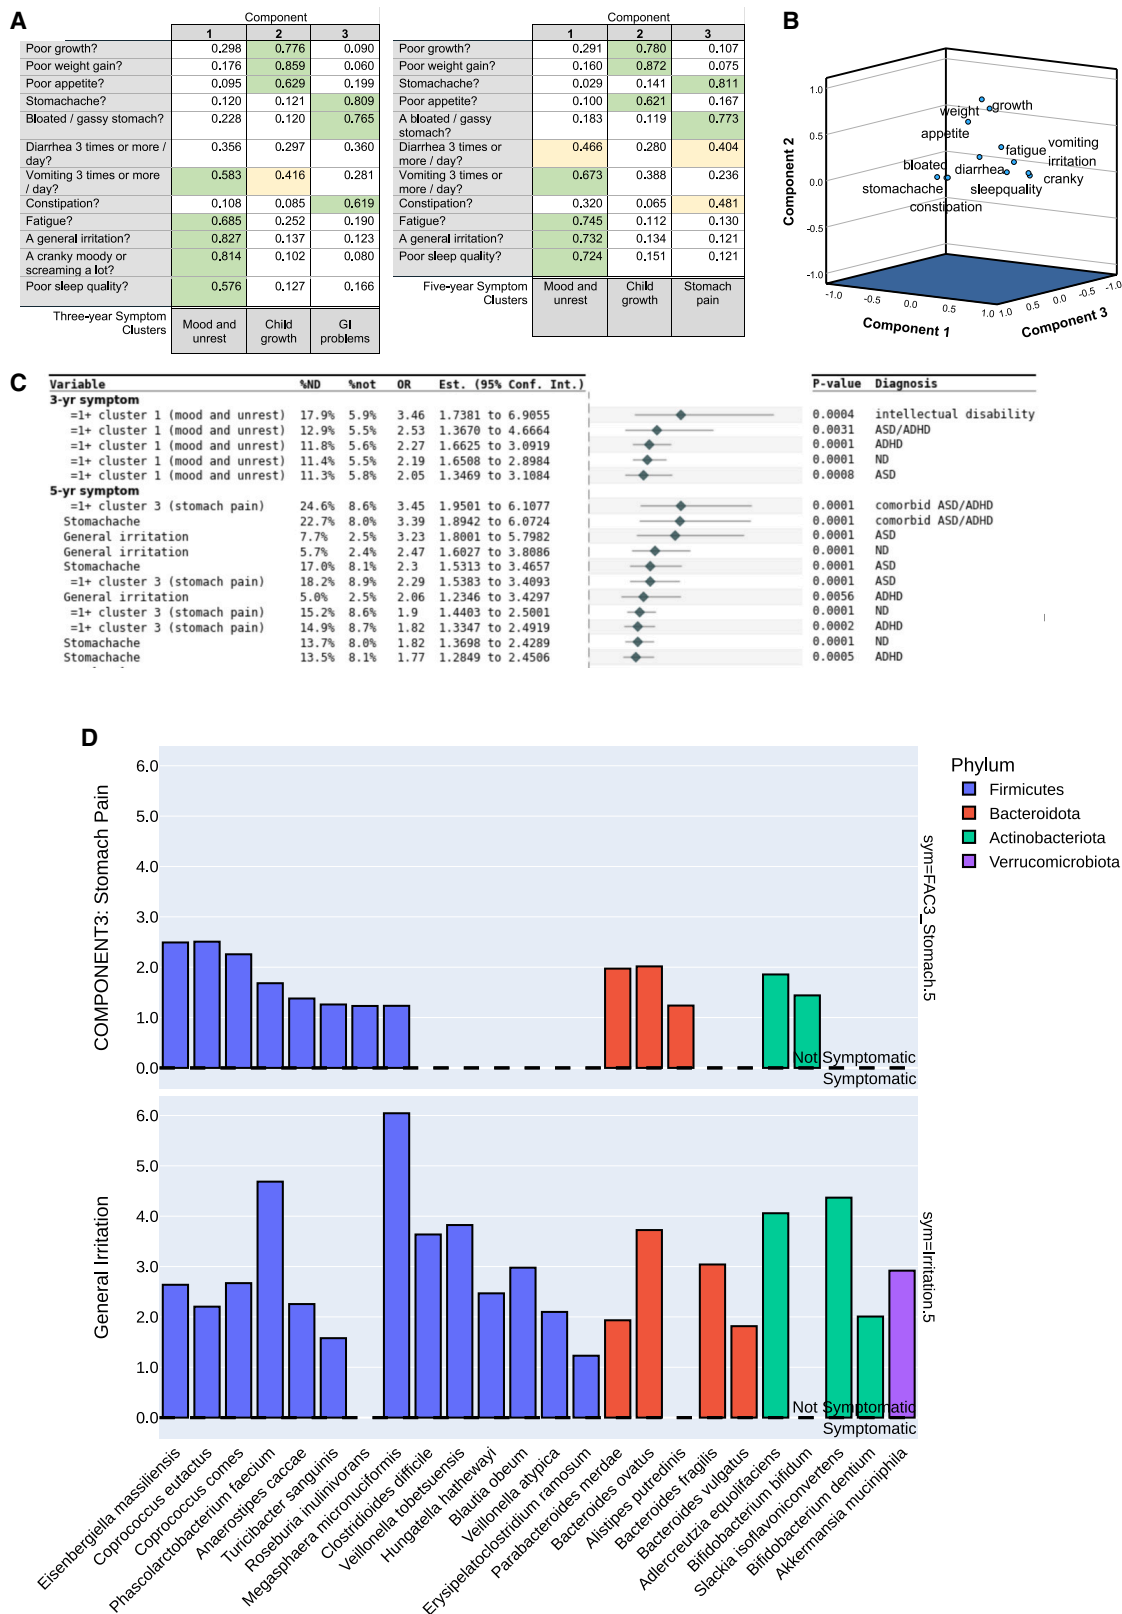 A
Component
1 2 3
Poor growth? 0.298 0.776 0.090
Poor weight gain? 0.176 0.859 0.060
Poor appetite? 0.095 0.629 0.199
Stomachache? 0.120 0.121 0.809
Bloated / gassy stomach? 0.228 0.120 0.765
Diarrhea 3 times or more / day? 0.356 0.297 0.360
Vomiting 3 times or more / day? 0.583 0.416 0.281
Constipation? 0.108 0.085 0.619
Fatigue? 0.685 0.252 0.190
A general irritation? 0.827 0.137 0.123
A cranky moody or screaming a lot? 0.814 0.102 0.080
Poor sleep quality? 0.576 0.127 0.166
Three-year Symptom Clusters
Mood and unrest
Child growth
GI problems
Component
1 2 3
Poor growth? 0.291 0.780 0.107
Poor weight gain? 0.160 0.872 0.075
Stomachache? 0.029 0.141 0.811
Poor appetite? 0.100 0.621 0.167
A bloated / gassy stomach? 0.183 0.119 0.773
Diarrhea 3 times or more / day? 0.466 0.280 0.404
Vomiting 3 times or more / day? 0.673 0.388 0.236
Constipation? 0.320 0.065 0.481
Fatigue? 0.745 0.112 0.130
A general irritation? 0.732 0.134 0.121
Poor sleep quality? 0.724 0.151 0.121
Five-year Symptom Clusters
Mood and unrest
Child growth
Stomach pain
B
Component 2
1.0
0.5
0.0
-0.5
-1.0
weight
growth
appetite
fatigue
vomiting
bloated
diarrhea
irritation
cranky
stomachache
sleepquality
constipation
-1.0 -0.5 0.0 0.5 1.0
Component 1
1.0 0.5 0.0 -0.5 -1.0
Component 3
C
Variable %ND %not OR Est. (95% Conf. Int.) P-value Diagnosis
3-yr symptom
=1+ cluster 1 (mood and unrest) 17.9% 5.9% 3.46 1.7381 to 6.9055 0.0004 intellectual disability
=1+ cluster 1 (mood and unrest) 12.9% 5.5% 2.53 1.3670 to 4.6664 0.0031 ASD/ADHD
=1+ cluster 1 (mood and unrest) 11.8% 5.6% 2.27 1.6625 to 3.0919 0.0001 ADHD
=1+ cluster 1 (mood and unrest) 11.4% 5.5% 2.19 1.6508 to 2.8984 0.0001 ND
=1+ cluster 1 (mood and unrest) 11.3% 5.8% 2.05 1.3469 to 3.1084 0.0008 ASD
5-yr symptom
=1+ cluster 3 (stomach pain) 24.6% 8.6% 3.45 1.9501 to 6.1077 0.0001 comorbid ASD/ADHD
Stomachache 22.7% 8.0% 3.39 1.8942 to 6.0724 0.0001 comorbid ASD/ADHD
General irritation 7.7% 2.5% 3.23 1.8001 to 5.7982 0.0001 ASD
General irritation 5.7% 2.4% 2.47 1.6027 to 3.8086 0.0001 ND
Stomachache 17.0% 8.1% 2.3 1.5313 to 3.4657 0.0001 ASD
=1+ cluster 3 (stomach pain) 18.2% 8.9% 2.29 1.5383 to 3.4093 0.0001 ASD
General irritation 5.0% 2.5% 2.06 1.2346 to 3.4297 0.0056 ADHD
=1+ cluster 3 (stomach pain) 15.2% 8.6% 1.9 1.4403 to 2.5001 0.0001 ND
=1+ cluster 3 (stomach pain) 14.9% 8.7% 1.82 1.3347 to 2.4919 0.0002 ADHD
Stomachache 13.7% 8.0% 1.82 1.3698 to 2.4289 0.0001 ND
Stomachache 13.5% 8.1% 1.77 1.2849 to 2.4506 0.0005 ADHD
D
COMPONENT3: Stomach Pain
6.0
5.0
4.0
3.0
2.0
1.0
0.0
Not Symptomatic
Symptomatic
sym=FAC3_Stomach.5
Phylum
Firmicutes
Bacteroidota
Actinobacteriota
Verrucomicrobiota
General Irritation
6.0
5.0
4.0
3.0
2.0
1.0
0.0
Not Symptomatic
Symptomatic
sym=Irritation.5
Eisenbergiella massiliensis
Coprococcus eutactus
Coprococcus comes
Phascolarctobacterium faecium
Anaerostipes caccae
Turicibacter sanguinis
Roseburia inulinivorans
Megasphaera micronuciformis
Clostridioides difficile
Veillonella tobetsuensis
Hungatella hathewayi
Blautia obeum
Veillonella atypica
Erysipelatoclostridium ramosum
Parabacteroides merdae
Bacteroides ovatus
Alistipes putredinis
Bacteroides fragilis
Bacteroides vulgatus
Adlercreutzia equolifaciens
Bifidobacterium bifidum
Slackia isoflavoniconvertens
Bifidobacterium dentium
Akkermansia muciniphila